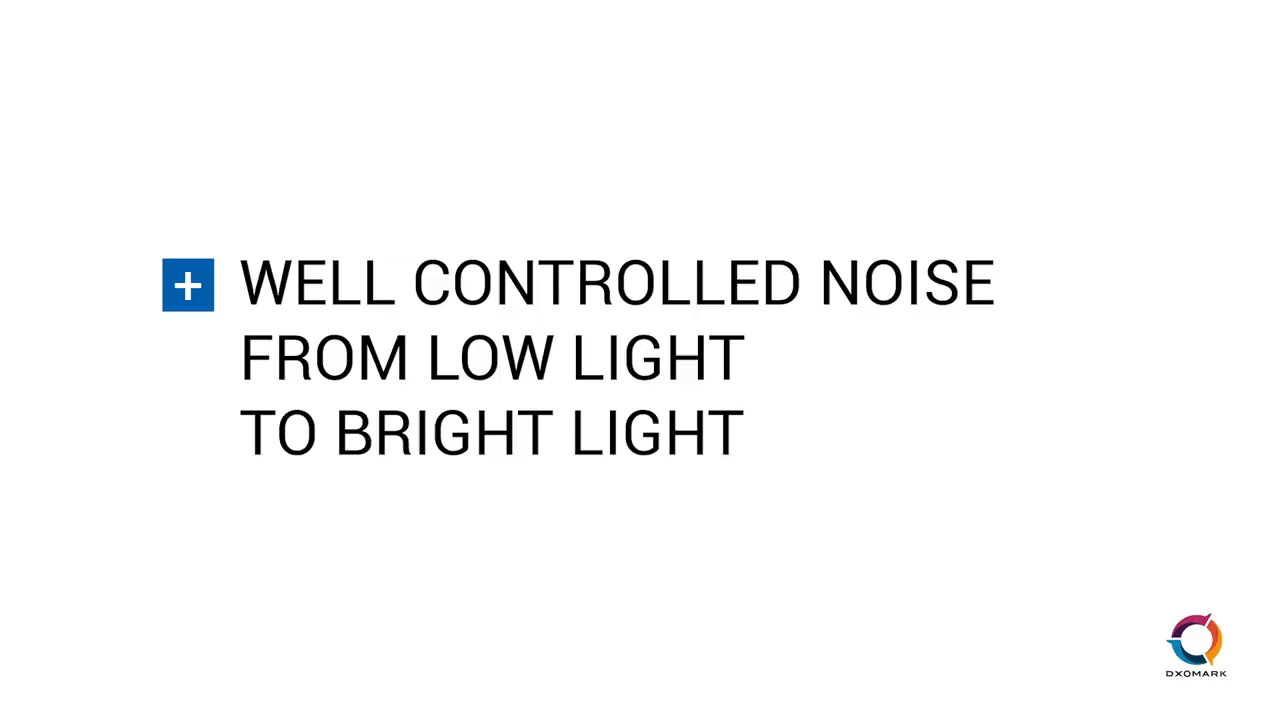 + WELL CONTROLLED NOISE
FROM LOW LIGHT
TO BRIGHT LIGHT
DXOMARK